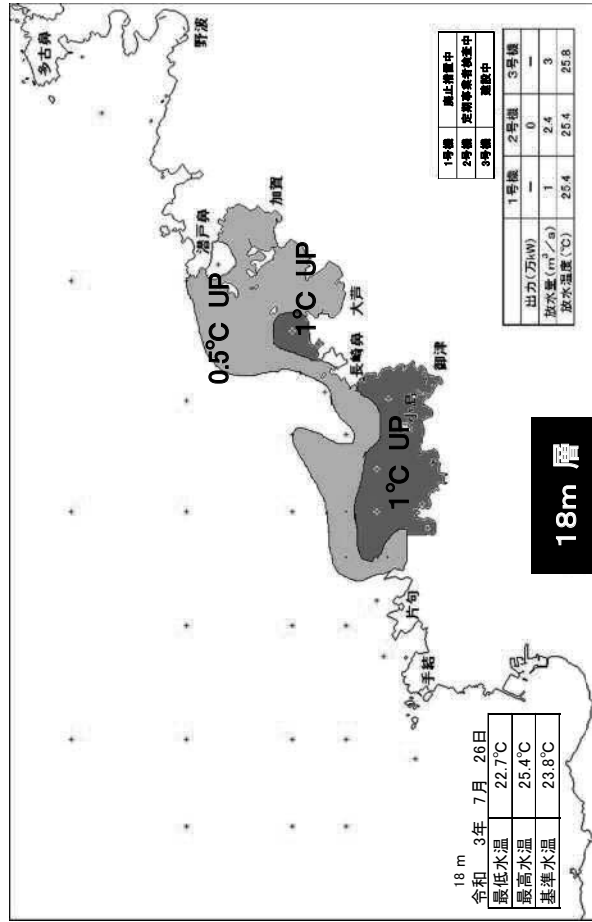 多古鼻
野波
潜戸鼻
加賀
0.5℃ UP
1℃ UP
大芦
長崎鼻
御津
1℃ UP
片句
手結
1号機 廃止措置中
2号機 定期事業者検査中
3号機 建設中
1号機 2号機 3号機
出力(万kW) － 0 －
放水量(m³/s) 1 2.4 3
放水温度(℃) 25.4 25.4 25.8
18m 層
18 m
令和 3年 7月 26日
最低水温 22.7℃
最高水温 25.4℃
基準水温 23.8℃